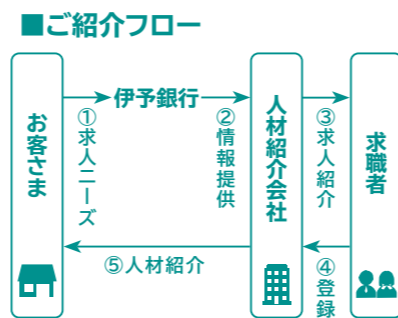 ■ご紹介フロー
お客さま
①求人ニーズ
伊予銀行
②情報提供
人材紹介会社
③求人紹介
求職者
④登録
⑤人材紹介